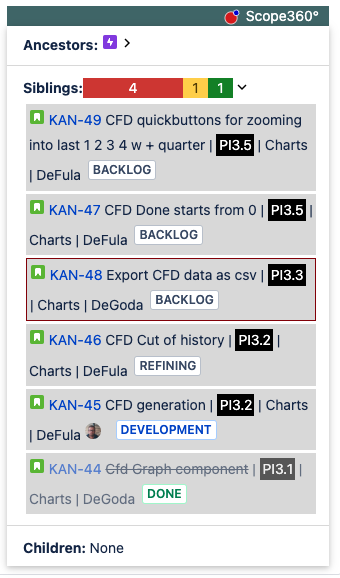 Scope360°
Ancestors:
Siblings: 4 1 1
KAN-49 CFD quickbuttons for zooming
into last 1 2 3 4 w + quarter | PI3.5 | Charts
| DeFula BACKLOG
KAN-47 CFD Done starts from 0 | PI3.5 |
Charts | DeFula BACKLOG
KAN-48 Export CFD data as csv | PI3.3
| Charts | DeGoda BACKLOG
KAN-46 CFD Cut of history | PI3.2 |
Charts | DeFula REFINING
KAN-45 CFD generation | PI3.2 | Charts
| DeFula DEVELOPMENT
KAN-44 Cfd Graph component | PI3.1 |
Charts | DeGoda DONE
Children: None